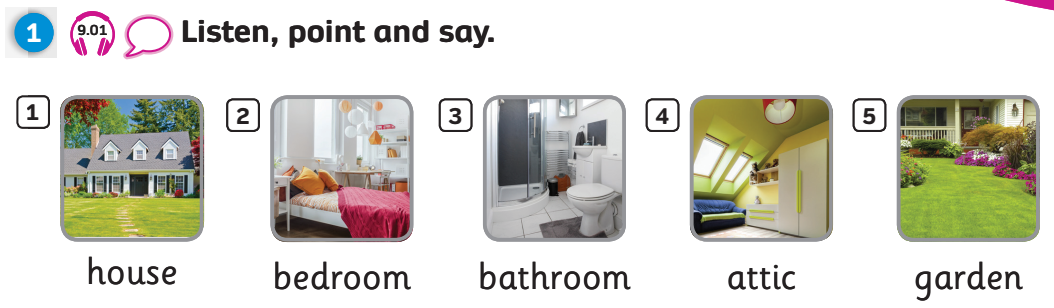 1 9.01 Listen, point and say.
1 2 3 4 5
house bedroom bathroom attic garden